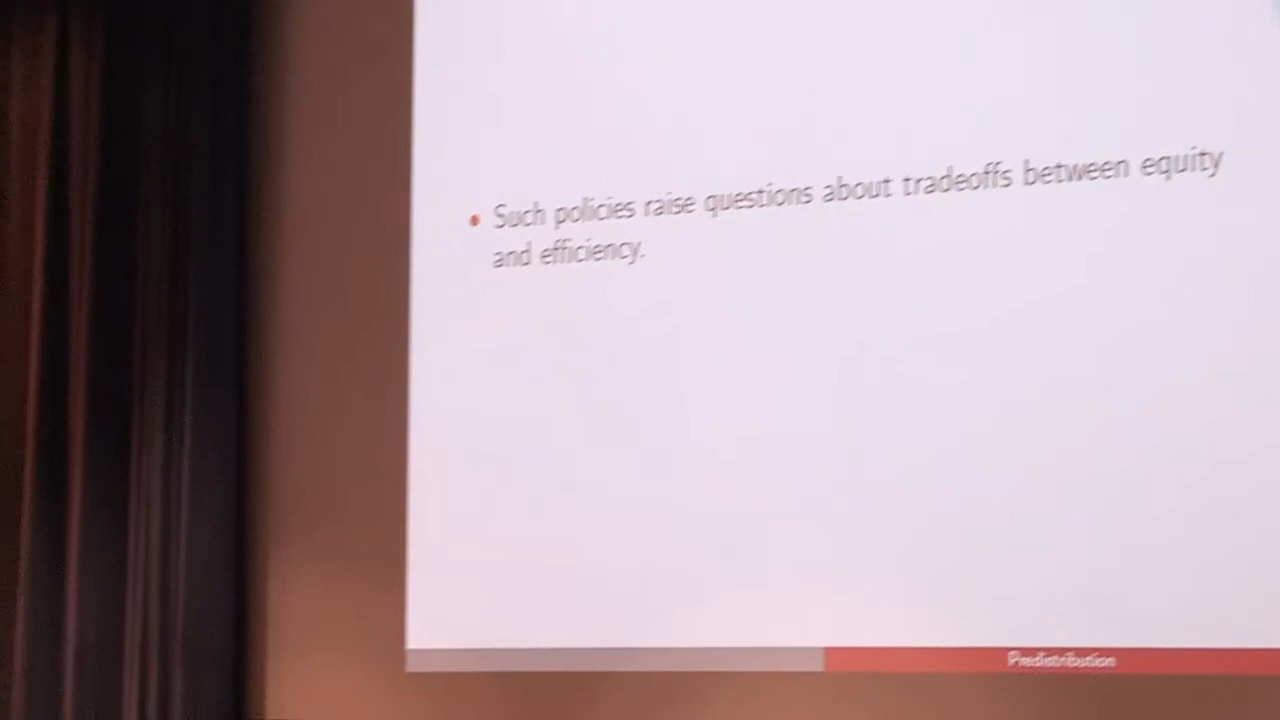 Such policies raise questions about tradeoffs between equity
and efficiency.
Predistribution